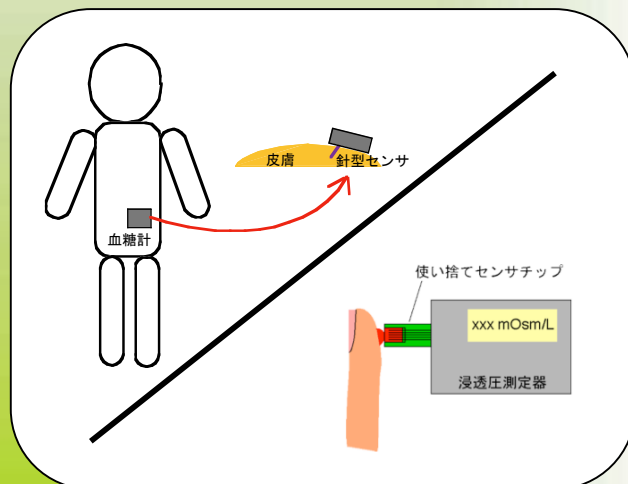 皮膚
針型センサ
血糖計
使い捨てセンサチップ
xxx mOsm/L
浸透圧測定器